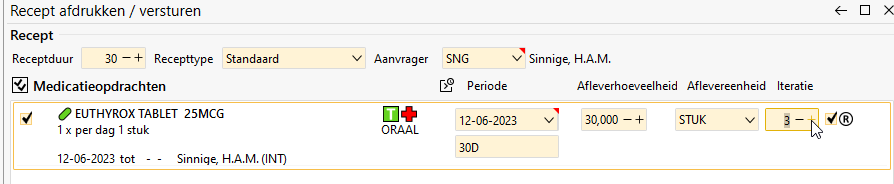 Recept afdrukken / versturen
Recept
Receptduur 30 Recepttype Standaard Aanvrager SNG Sinnige, H.A.M.
Medicatieopdrachten Periode Afleverhoeveelheid Aflevereenheid Iteratie
EUTHYROX TABLET 25MCG T 12-06-2023 30,000 STUK 3 R
1 x per dag 1 stuk ORAAL
30D
12-06-2023 tot - - Sinnige, H.A.M. (INT)